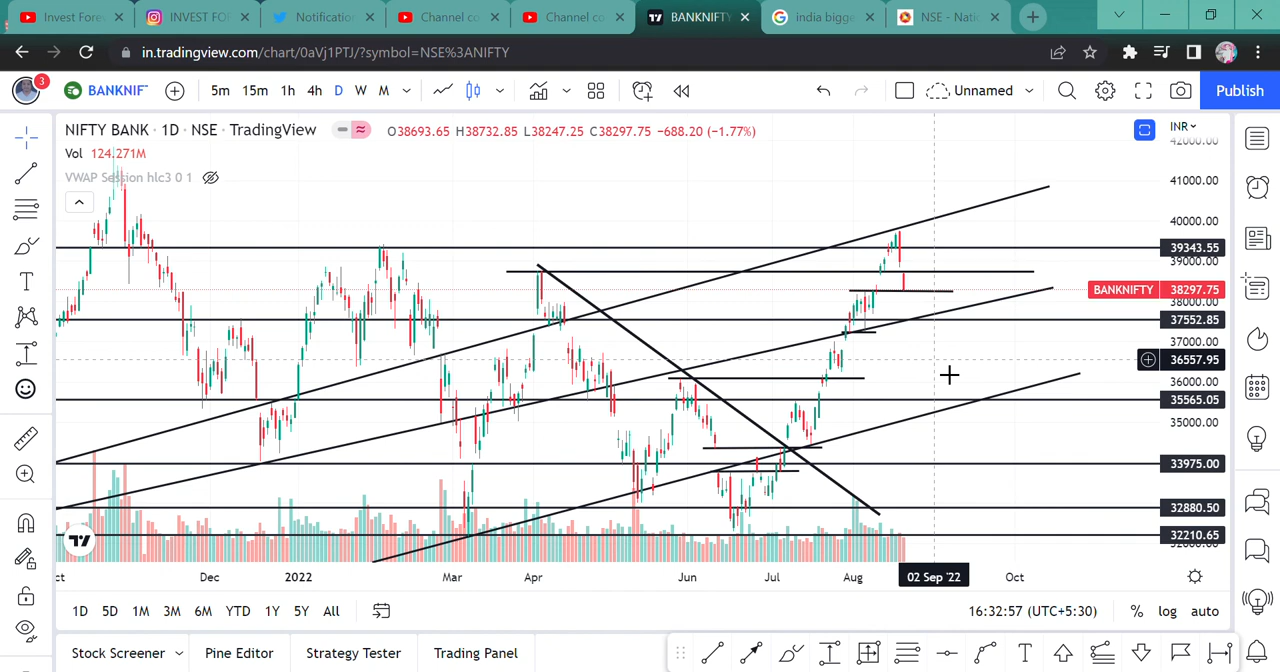 Invest Fore
INVEST FOR
Notification
Channel co
Channel co
BANKNIFTY
india bigge
NSE - Nati
in.tradingview.com/chart/0aVj1PTJ/?symbol=NSE%3ANIFTY
3
BANKNIF
5m 15m 1h 4h D W M
Unnamed
Publish
NIFTY BANK · 1D · NSE · TradingView
O38693.65 H38732.85 L38247.25 C38297.75 −688.20 (−1.77%)
INR
Vol 124.271M
VWAP Session hlc3 0 1
42000.00
41000.00
40000.00
39343.55
39000.00
BANKNIFTY 38297.75
38000.00
37552.85
37000.00
36557.95
36000.00
35565.05
35000.00
33975.00
32880.50
32210.65
Dec 2022 Mar Apr Jun Jul Aug 02 Sep '22 Oct
1D 5D 1M 3M 6M YTD 1Y 5Y All
16:32:57 (UTC+5:30) % log auto
Stock Screener Pine Editor Strategy Tester Trading Panel